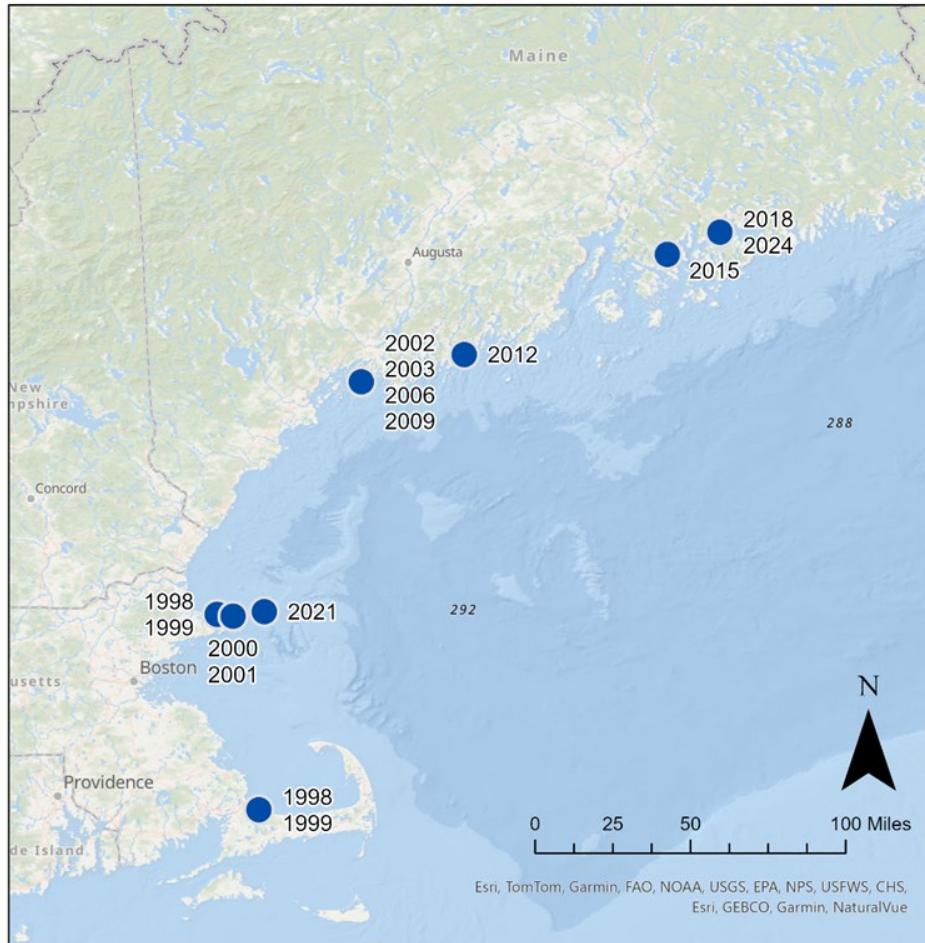 Maine
2018
2024
2015
Augusta
2002
2003
2006
2009
2012
New
mpshire
288
Concord
1998
1999
2021
2000
2001
292
Boston
usetts
N
Providence
1998
1999
0 25 50 100 Miles
de Island
Esri, TomTom, Garmin, FAO, NOAA, USGS, EPA, NPS, USFWS, CHS,
Esri, GEBCO, Garmin, NaturalVue